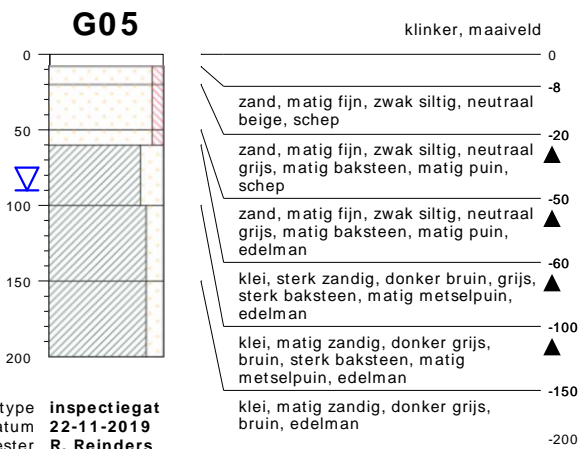 G05
klinker, maaiveld
0
0
-8
zand, matig fijn, zwak siltig, neutraal
beige, schep
-20
zand, matig fijn, zwak siltig, neutraal
grijs, matig baksteen, matig puin,
schep
50
-50
zand, matig fijn, zwak siltig, neutraal
grijs, matig baksteen, matig puin,
edelman
-60
klei, sterk zandig, donker bruin, grijs,
sterk baksteen, matig metselpuin,
edelman
100
-100
klei, matig zandig, donker grijs,
bruin, sterk baksteen, matig
metselpuin, edelman
150
-150
klei, matig zandig, donker grijs,
bruin, edelman
200
-200
type inspectiegat
atum 22-11-2019
ester R. Reinders